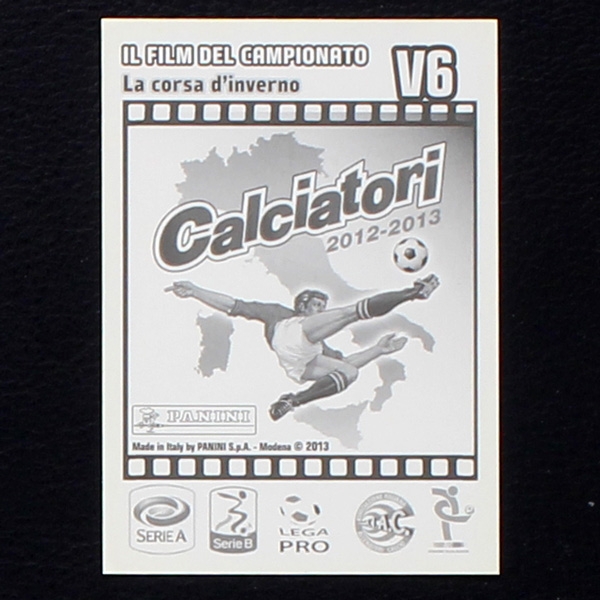 IL FILM DEL CAMPIONATO
V6
La corsa d'inverno
Calciatori
2012-2013
PANINI
Made in Italy by PANINI S.p.A. - Modena © 2013
SERIE A
Serie B
LEGA
PRO